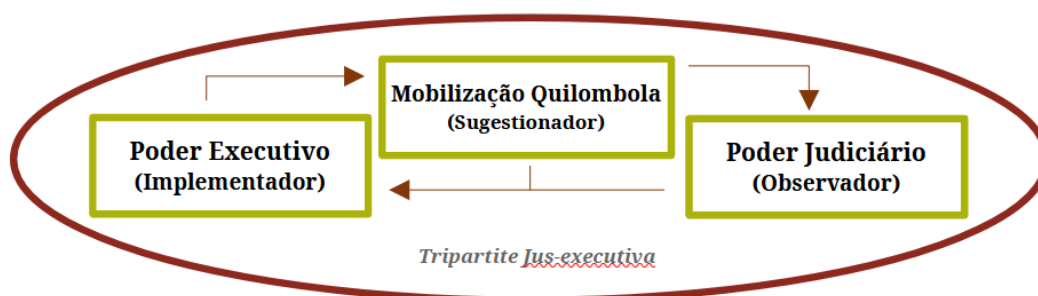 Mobilização Quilombola
(Sugestionador)
Poder Executivo
(Implementador)
Poder Judiciário
(Observador)
Tripartite Jus-executiva